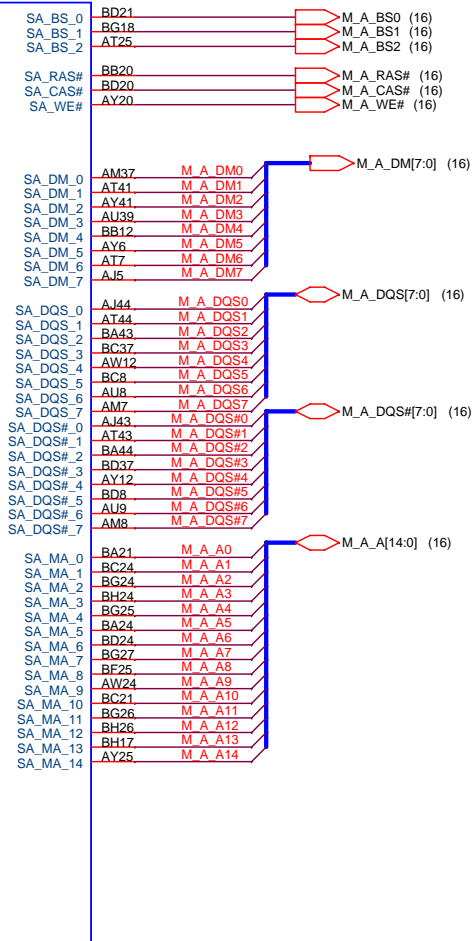 SA_BS_0 BD21 M_A_BS0 (16)
SA_BS_1 BG18 M_A_BS1 (16)
SA_BS_2 AT25 M_A_BS2 (16)
SA_RAS# BB20 M_A_RAS# (16)
SA_CAS# BD20 M_A_CAS# (16)
SA_WE# AY20 M_A_WE# (16)
M_A_DM[7:0] (16)
SA_DM_0 AM37 M_A_DM0
SA_DM_1 AT41 M_A_DM1
SA_DM_2 AY41 M_A_DM2
SA_DM_3 AU39 M_A_DM3
SA_DM_4 BB12 M_A_DM4
SA_DM_5 AY6 M_A_DM5
SA_DM_6 AT7 M_A_DM6
SA_DM_7 AJ5 M_A_DM7
M_A_DQS[7:0] (16)
SA_DQS_0 AJ44 M_A_DQS0
SA_DQS_1 AT44 M_A_DQS1
SA_DQS_2 BA43 M_A_DQS2
SA_DQS_3 BC37 M_A_DQS3
SA_DQS_4 AW12 M_A_DQS4
SA_DQS_5 BC8 M_A_DQS5
SA_DQS_6 AU8 M_A_DQS6
SA_DQS_7 AM7 M_A_DQS7
M_A_DQS#[7:0] (16)
SA_DQS#_0 AJ43 M_A_DQS#0
SA_DQS#_1 AT43 M_A_DQS#1
SA_DQS#_2 BA44 M_A_DQS#2
SA_DQS#_3 BD37 M_A_DQS#3
SA_DQS#_4 AY12 M_A_DQS#4
SA_DQS#_5 BD8 M_A_DQS#5
SA_DQS#_6 AU9 M_A_DQS#6
SA_DQS#_7 AM8 M_A_DQS#7
M_A_A[14:0] (16)
SA_MA_0 BA21 M_A_A0
SA_MA_1 BC24 M_A_A1
SA_MA_2 BG24 M_A_A2
SA_MA_3 BH24 M_A_A3
SA_MA_4 BG25 M_A_A4
SA_MA_5 BA24 M_A_A5
SA_MA_6 BD24 M_A_A6
SA_MA_7 BG27 M_A_A7
SA_MA_8 BF25 M_A_A8
SA_MA_9 AW24 M_A_A9
SA_MA_10 BC21 M_A_A10
SA_MA_11 BG26 M_A_A11
SA_MA_12 BH26 M_A_A12
SA_MA_13 BH17 M_A_A13
SA_MA_14 AY25 M_A_A14